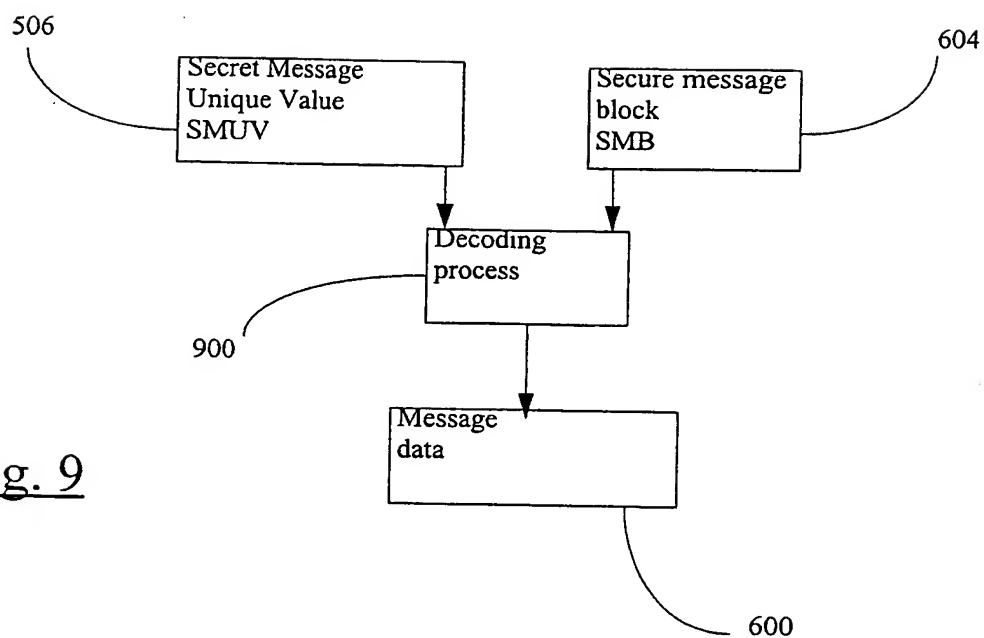 506
604
Secret Message
Unique Value
SMUV
Secure message
block
SMB
Decoding
process
900
Message
data
g. 9
600